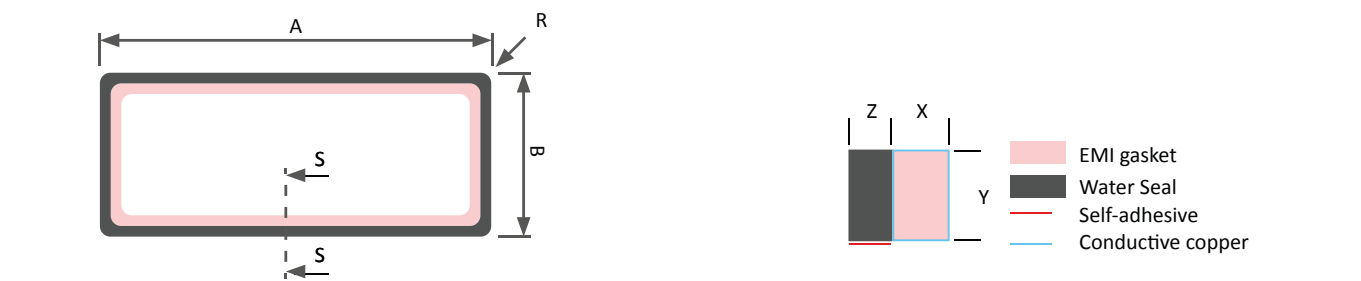 A
R
B
S
S
Z X
Y
EMI gasket
Water Seal
Self-adhesive
Conductive copper